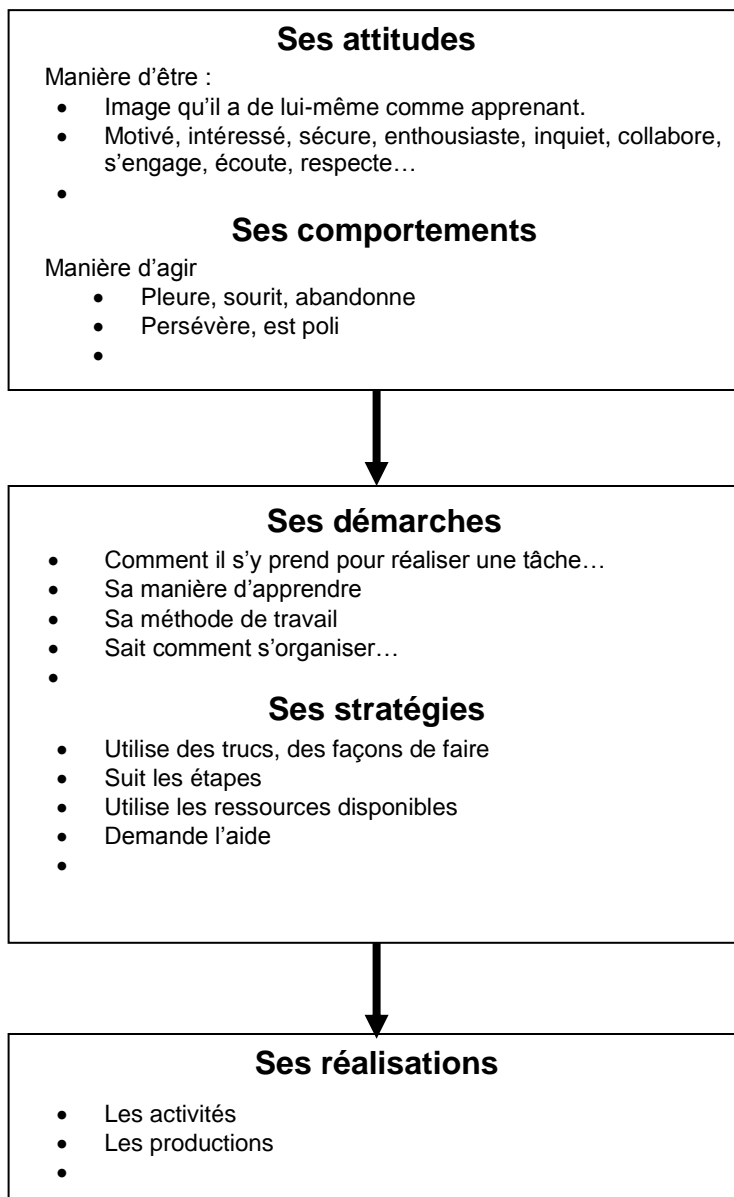 Ses attitudes
Manière d'être :
• Image qu'il a de lui-même comme apprenant.
• Motivé, intéressé, sécure, enthousiaste, inquiet, collabore,
s'engage, écoute, respecte…
•
Ses comportements
Manière d'agir
• Pleure, sourit, abandonne
• Persévère, est poli
•
Ses démarches
• Comment il s'y prend pour réaliser une tâche…
• Sa manière d'apprendre
• Sa méthode de travail
• Sait comment s'organiser…
•
Ses stratégies
• Utilise des trucs, des façons de faire
• Suit les étapes
• Utilise les ressources disponibles
• Demande l'aide
•
Ses réalisations
• Les activités
• Les productions
•